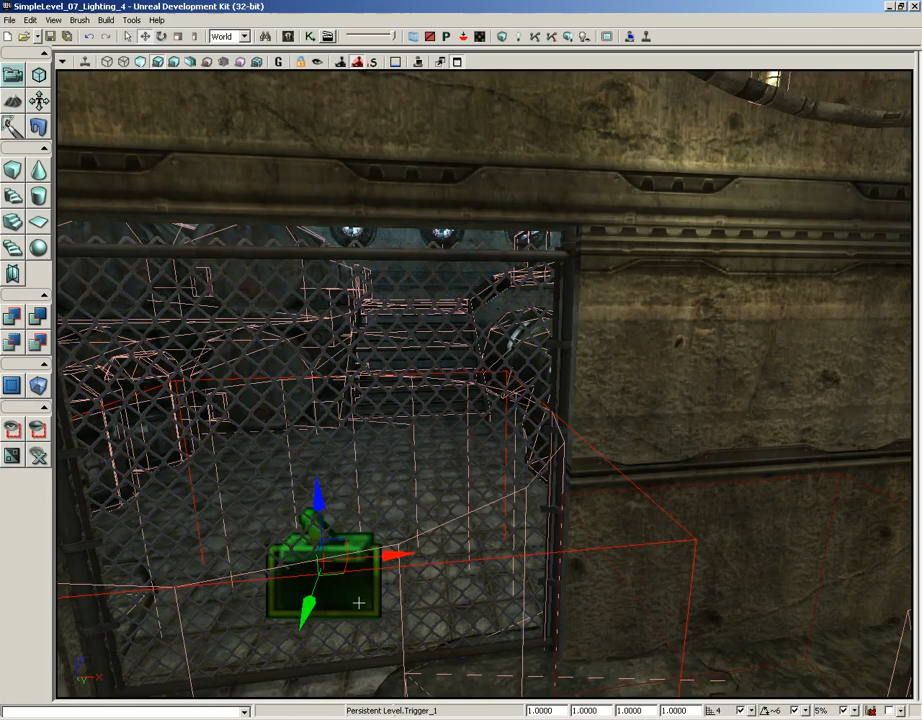 SimpleLevel_07_Lighting_4 - Unreal Development Kit (32-bit)
File Edit View Brush Build Tools Help
World
G
Persistent Level.Trigger_1 1.0000 1.0000 1.0000 1.0000 4 6 5%